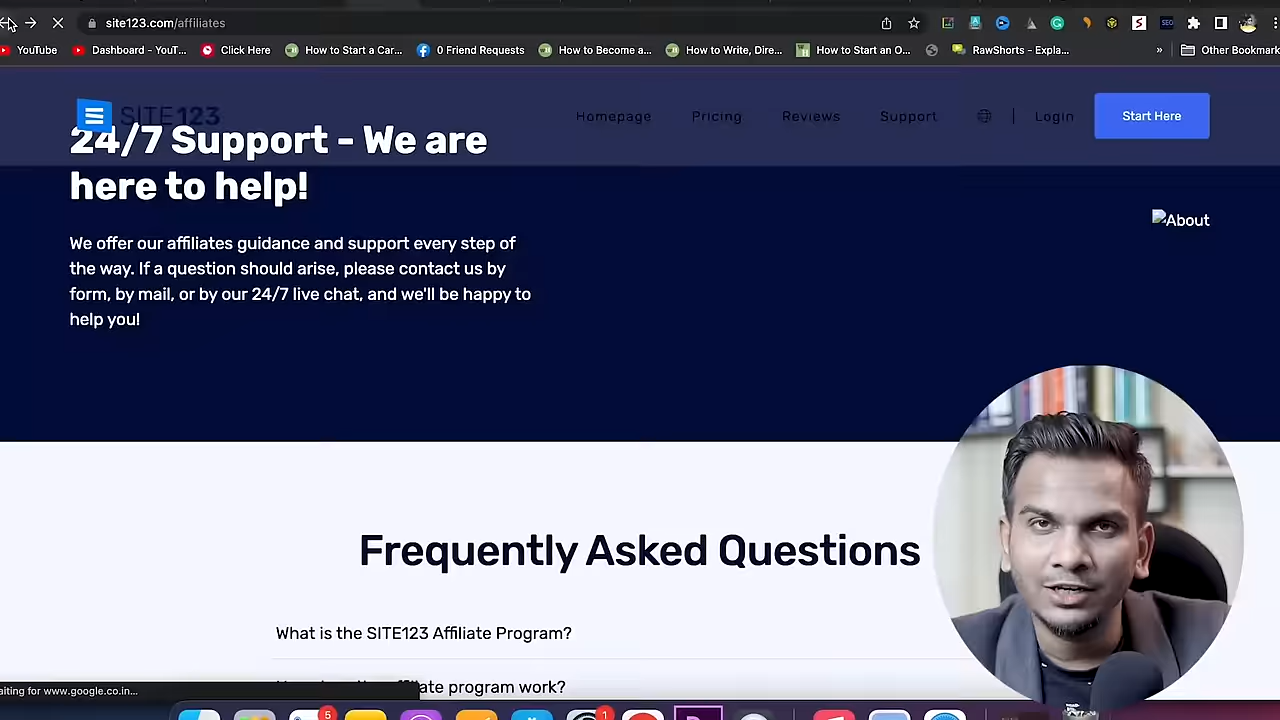 site123.com/affiliates
YouTube
Dashboard - YouT...
Click Here
How to Start a Car...
0 Friend Requests
How to Become a...
How to Write, Dire...
How to Start an O...
RawShorts - Expla...
»
Other Bookmark
SITE123
Homepage
Pricing
Reviews
Support
Login
Start Here
24/7 Support - We are
here to help!
We offer our affiliates guidance and support every step of
the way. If a question should arise, please contact us by
form, by mail, or by our 24/7 live chat, and we'll be happy to
help you!
About
Frequently Asked Questions
What is the SITE123 Affiliate Program?
ate program work?
aiting for www.google.co.in...
5
1